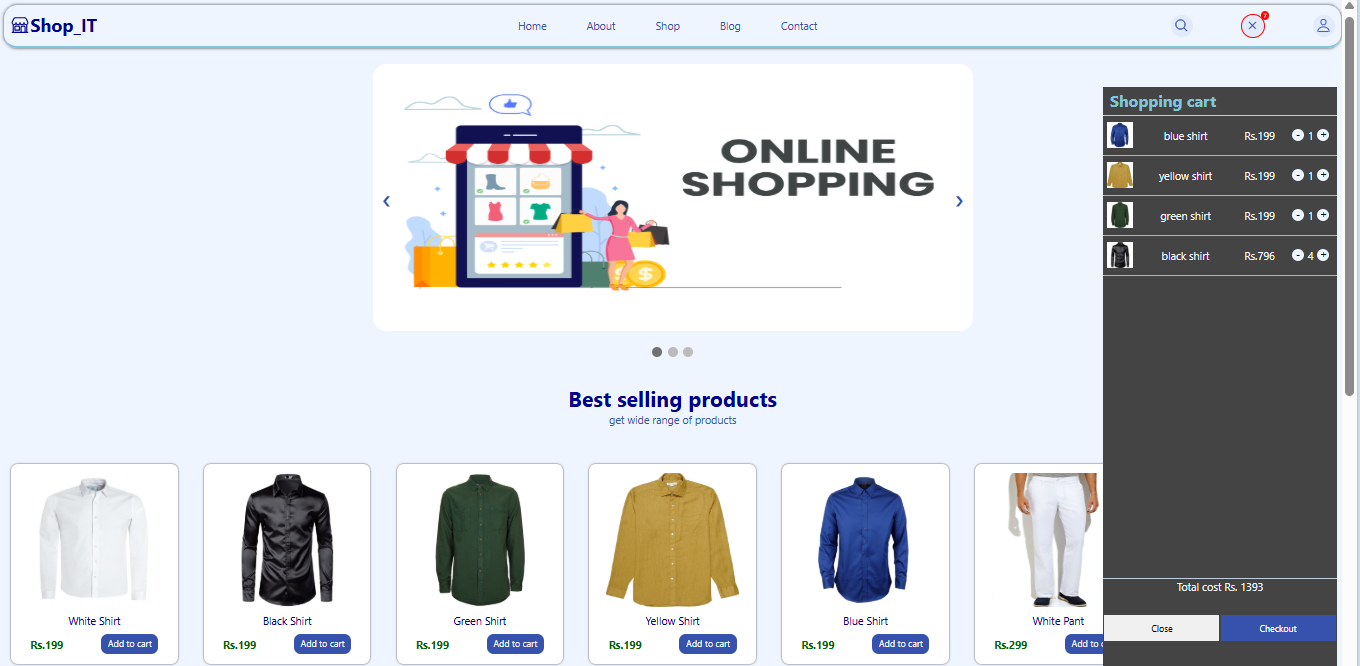 Shop_IT
Home About Shop Blog Contact
7
ONLINE
SHOPPING
Shopping cart
blue shirt Rs.199 - 1 +
yellow shirt Rs.199 - 1 +
green shirt Rs.199 - 1 +
black shirt Rs.796 - 4 +
Total cost Rs. 1393
Close Checkout
Best selling products
get wide range of products
White Shirt
Rs.199 Add to cart
Black Shirt
Rs.199 Add to cart
Green Shirt
Rs.199 Add to cart
Yellow Shirt
Rs.199 Add to cart
Blue Shirt
Rs.199 Add to cart
White Pant
Rs.299 Add to